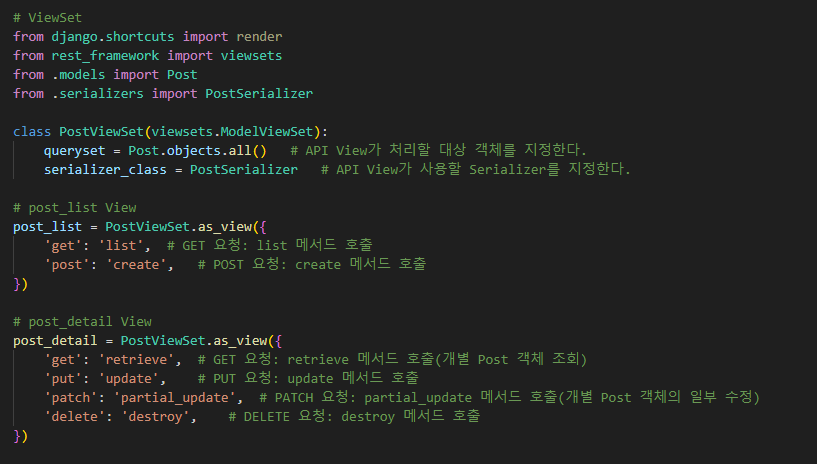 # ViewSet
from django.shortcuts import render
from rest_framework import viewsets
from .models import Post
from .serializers import PostSerializer
class PostViewSet(viewsets.ModelViewSet):
    queryset = Post.objects.all()   # API View가 처리할 대상 객체를 지정한다.
    serializer_class = PostSerializer   # API View가 사용할 Serializer를 지정한다.
# post_list View
post_list = PostViewSet.as_view({
    'get': 'list',  # GET 요청: list 메서드 호출
    'post': 'create',   # POST 요청: create 메서드 호출
})
# post_detail View
post_detail = PostViewSet.as_view({
    'get': 'retrieve',  # GET 요청: retrieve 메서드 호출(개별 Post 객체 조회)
    'put': 'update',    # PUT 요청: update 메서드 호출
    'patch': 'partial_update',  # PATCH 요청: partial_update 메서드 호출(개별 Post 객체의 일부 수정)
    'delete': 'destroy',    # DELETE 요청: destroy 메서드 호출
})